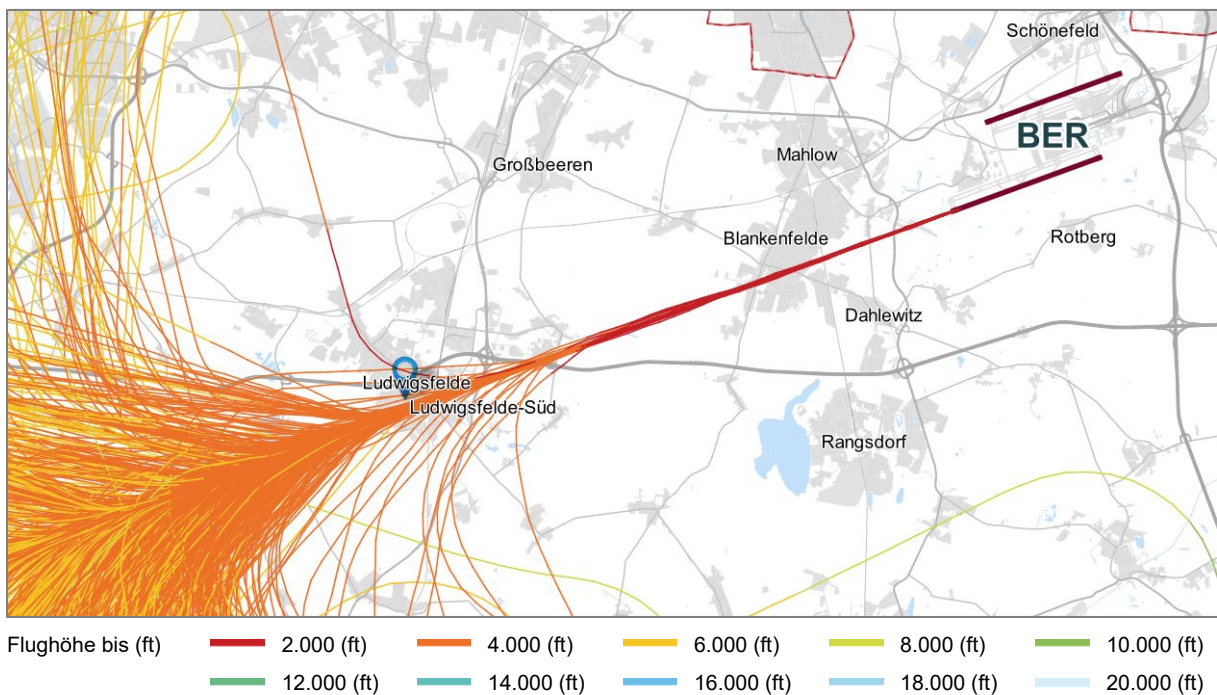 Schönefeld
BER
Mahlow
Großbeeren
Blankenfelde
Rotberg
Dahlewitz
Ludwigsfelde
Ludwigsfelde-Süd
Rangsdorf
Flughöhe bis (ft) 2.000 (ft) 4.000 (ft) 6.000 (ft) 8.000 (ft) 10.000 (ft)
12.000 (ft) 14.000 (ft) 16.000 (ft) 18.000 (ft) 20.000 (ft)